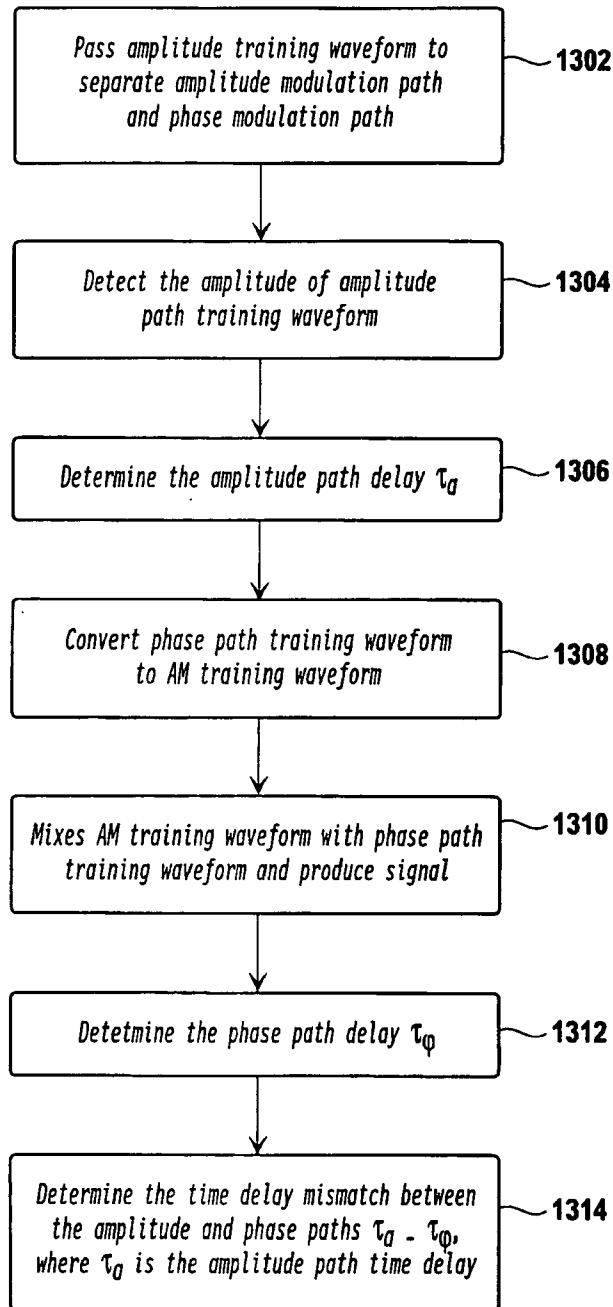 Pass amplitude training waveform to
separate amplitude modulation path
and phase modulation path
1302
Detect the amplitude of amplitude
path training waveform
1304
Determine the amplitude path delay τa
1306
Convert phase path training waveform
to AM training waveform
1308
Mixes AM training waveform with phase path
training waveform and produce signal
1310
Detetmine the phase path delay τφ
1312
Determine the time delay mismatch between
the amplitude and phase paths τa - τφ,
where τa is the amplitude path time delay
1314